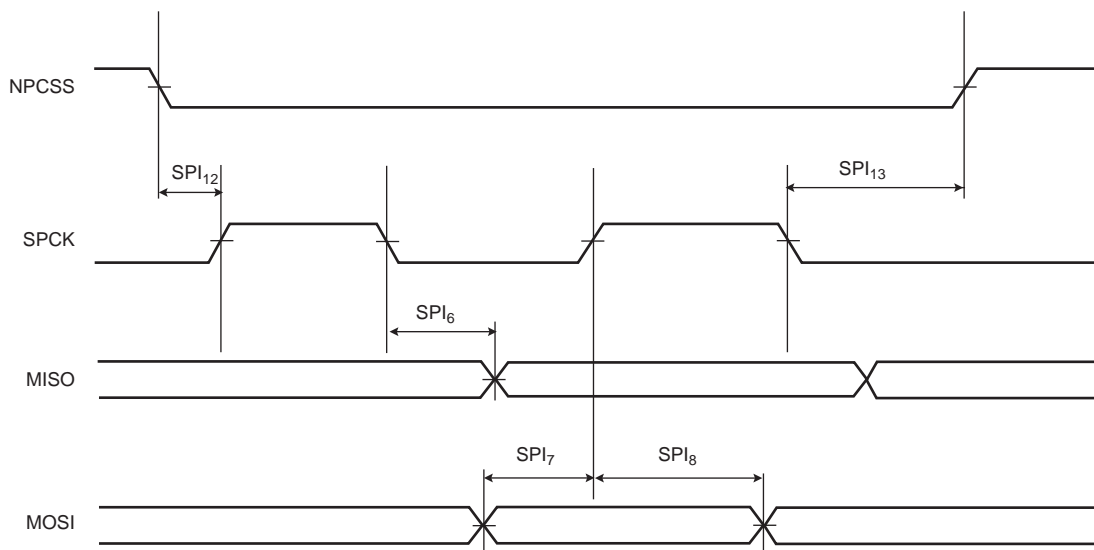 NPCSS
SPI₁₂
SPI₁₃
SPCK
SPI₆
MISO
SPI₇
SPI₈
MOSI